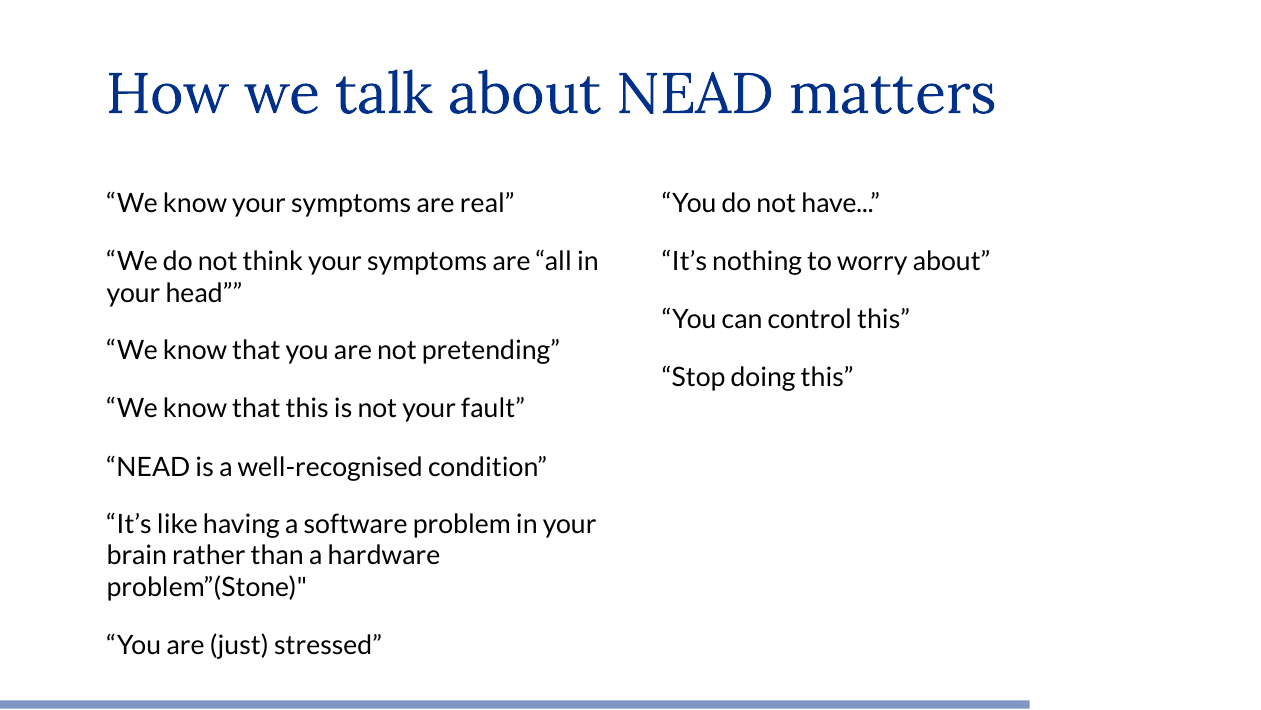 How we talk about NEAD matters
“We know your symptoms are real”
“We do not think your symptoms are “all in
your head””
“We know that you are not pretending”
“We know that this is not your fault”
“NEAD is a well-recognised condition”
“It’s like having a software problem in your
brain rather than a hardware
problem”(Stone)"
“You are (just) stressed”
“You do not have...”
“It’s nothing to worry about”
“You can control this”
“Stop doing this”